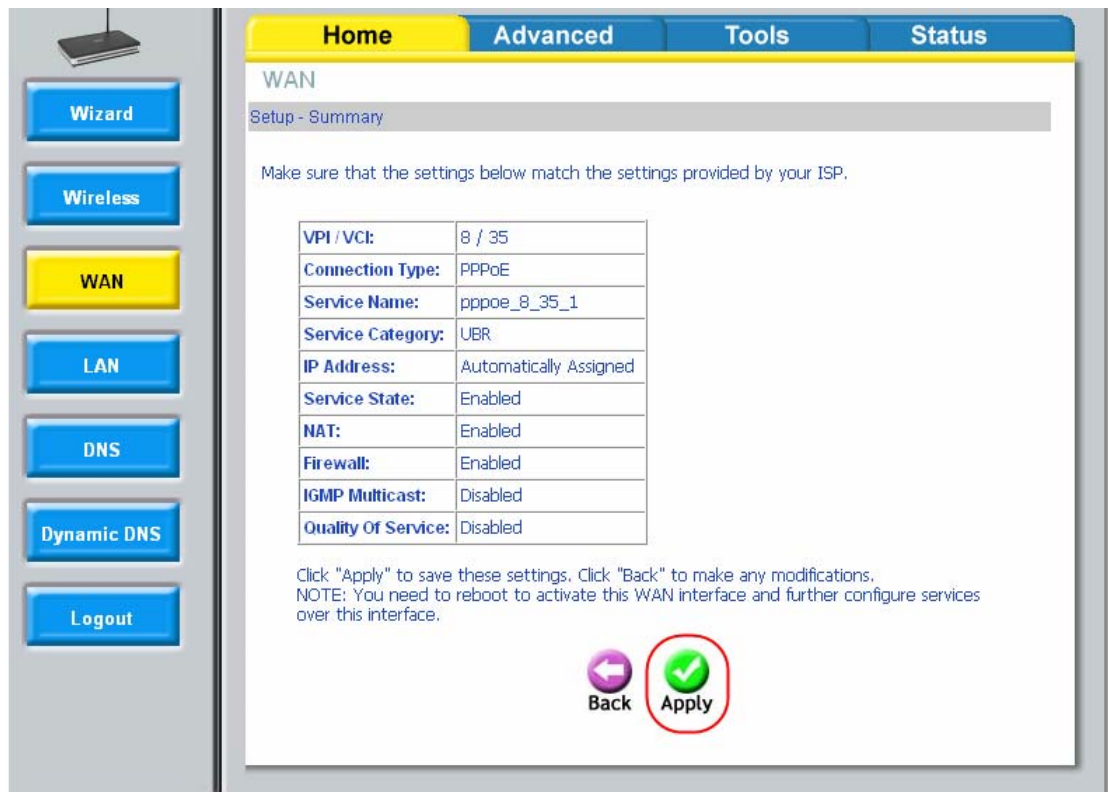 Home Advanced Tools Status
Wizard
Wireless
WAN
LAN
DNS
Dynamic DNS
Logout
WAN
Setup - Summary
Make sure that the settings below match the settings provided by your ISP.
VPI / VCI: 8 / 35
Connection Type: PPPoE
Service Name: pppoe_8_35_1
Service Category: UBR
IP Address: Automatically Assigned
Service State: Enabled
NAT: Enabled
Firewall: Enabled
IGMP Multicast: Disabled
Quality Of Service: Disabled
Click "Apply" to save these settings. Click "Back" to make any modifications.
NOTE: You need to reboot to activate this WAN interface and further configure services
over this interface.
Back Apply